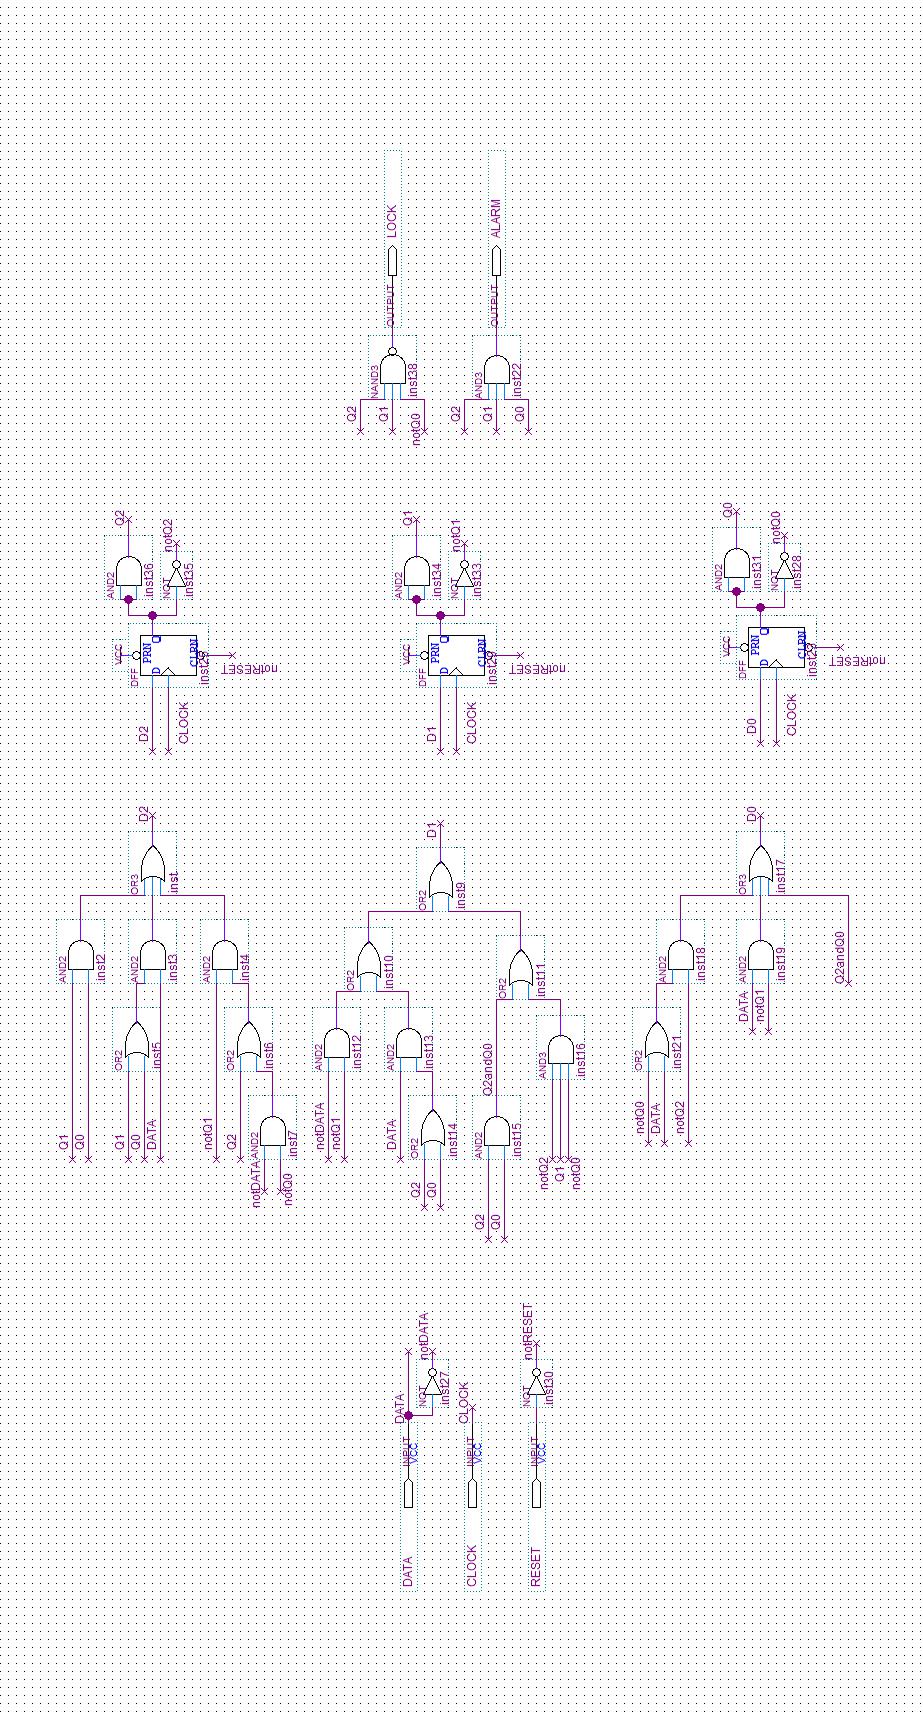 LOCK
ALARM
OUTPUT
OUTPUT
NAND3
inst38
AND3
inst22
Q2
Q1
notQ0
Q2
Q1
Q0
Q2
notQ2
AND2
inst36
NOT
inst35
VCC
PRN
Q
D
CLRN
DFF
notRESET
D2
CLOCK
Q1
notQ1
AND2
inst34
NOT
inst33
VCC
PRN
Q
D
CLRN
DFF
notRESET
D1
CLOCK
Q0
notQ0
AND2
inst31
NOT
inst28
VCC
PRN
Q
D
CLRN
DFF
notRESET
D0
CLOCK
D2
OR3
inst
AND2
inst2
AND2
inst3
AND2
inst4
OR2
inst5
OR2
inst6
AND2
inst7
Q1
Q0
Q1
Q0
DATA
notQ1
Q2
notDATA
notQ0
D1
OR2
inst9
OR2
inst10
OR2
inst11
AND2
inst12
AND2
inst13
OR2
inst14
AND2
inst15
AND3
inst16
Q2andQ0
notDATA
notQ1
DATA
Q2
Q0
Q2
Q0
notQ2
Q1
notQ0
D0
OR3
inst17
AND2
inst18
AND2
inst19
OR2
inst21
Q2andQ0
DATA
notQ1
notQ0
DATA
notQ2
DATA
notDATA
NOT
inst27
INPUT
VCC
DATA
CLOCK
INPUT
VCC
CLOCK
notRESET
NOT
inst30
INPUT
VCC
RESET